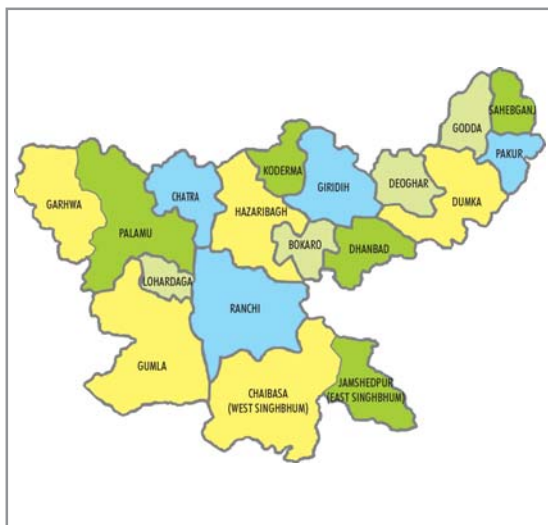 SAHEBGANJ
GODDA
PAKUR
KODERMA
GIRIDIH
DEOGHAR
CHATRA
DUMKA
GARHWA
HAZARIBAGH
PALAMU
BOKARO
DHANBAD
LOHARDAGA
RANCHI
GUMLA
JAMSHEDPUR
(EAST SINGHBHUM)
CHAIBASA
(WEST SINGHBHUM)